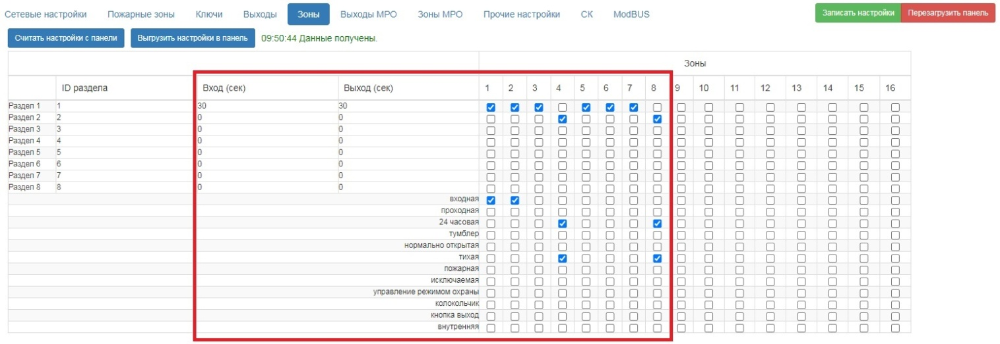 Сетевые настройки Пожарные зоны Ключи Выходы Зоны Выходы МРО Зоны МРО Прочие настройки СК ModBUS Записать настройки Перезагрузить панель
Считать настройки с панели Выгрузить настройки в панель 09:50:44 Данные получены.
Зоны
ID раздела Вход (сек) Выход (сек) 1 2 3 4 5 6 7 8 9 10 11 12 13 14 15 16
Раздел 1 1 30 30
Раздел 2 2 0 0
Раздел 3 3 0 0
Раздел 4 4 0 0
Раздел 5 5 0 0
Раздел 6 6 0 0
Раздел 7 7 0 0
Раздел 8 8 0 0
входная
проходная
24 часовая
тумблер
нормально открытая
тихая
пожарная
исключаемая
управление режимом охраны
колокольчик
кнопка выход
внутренняя